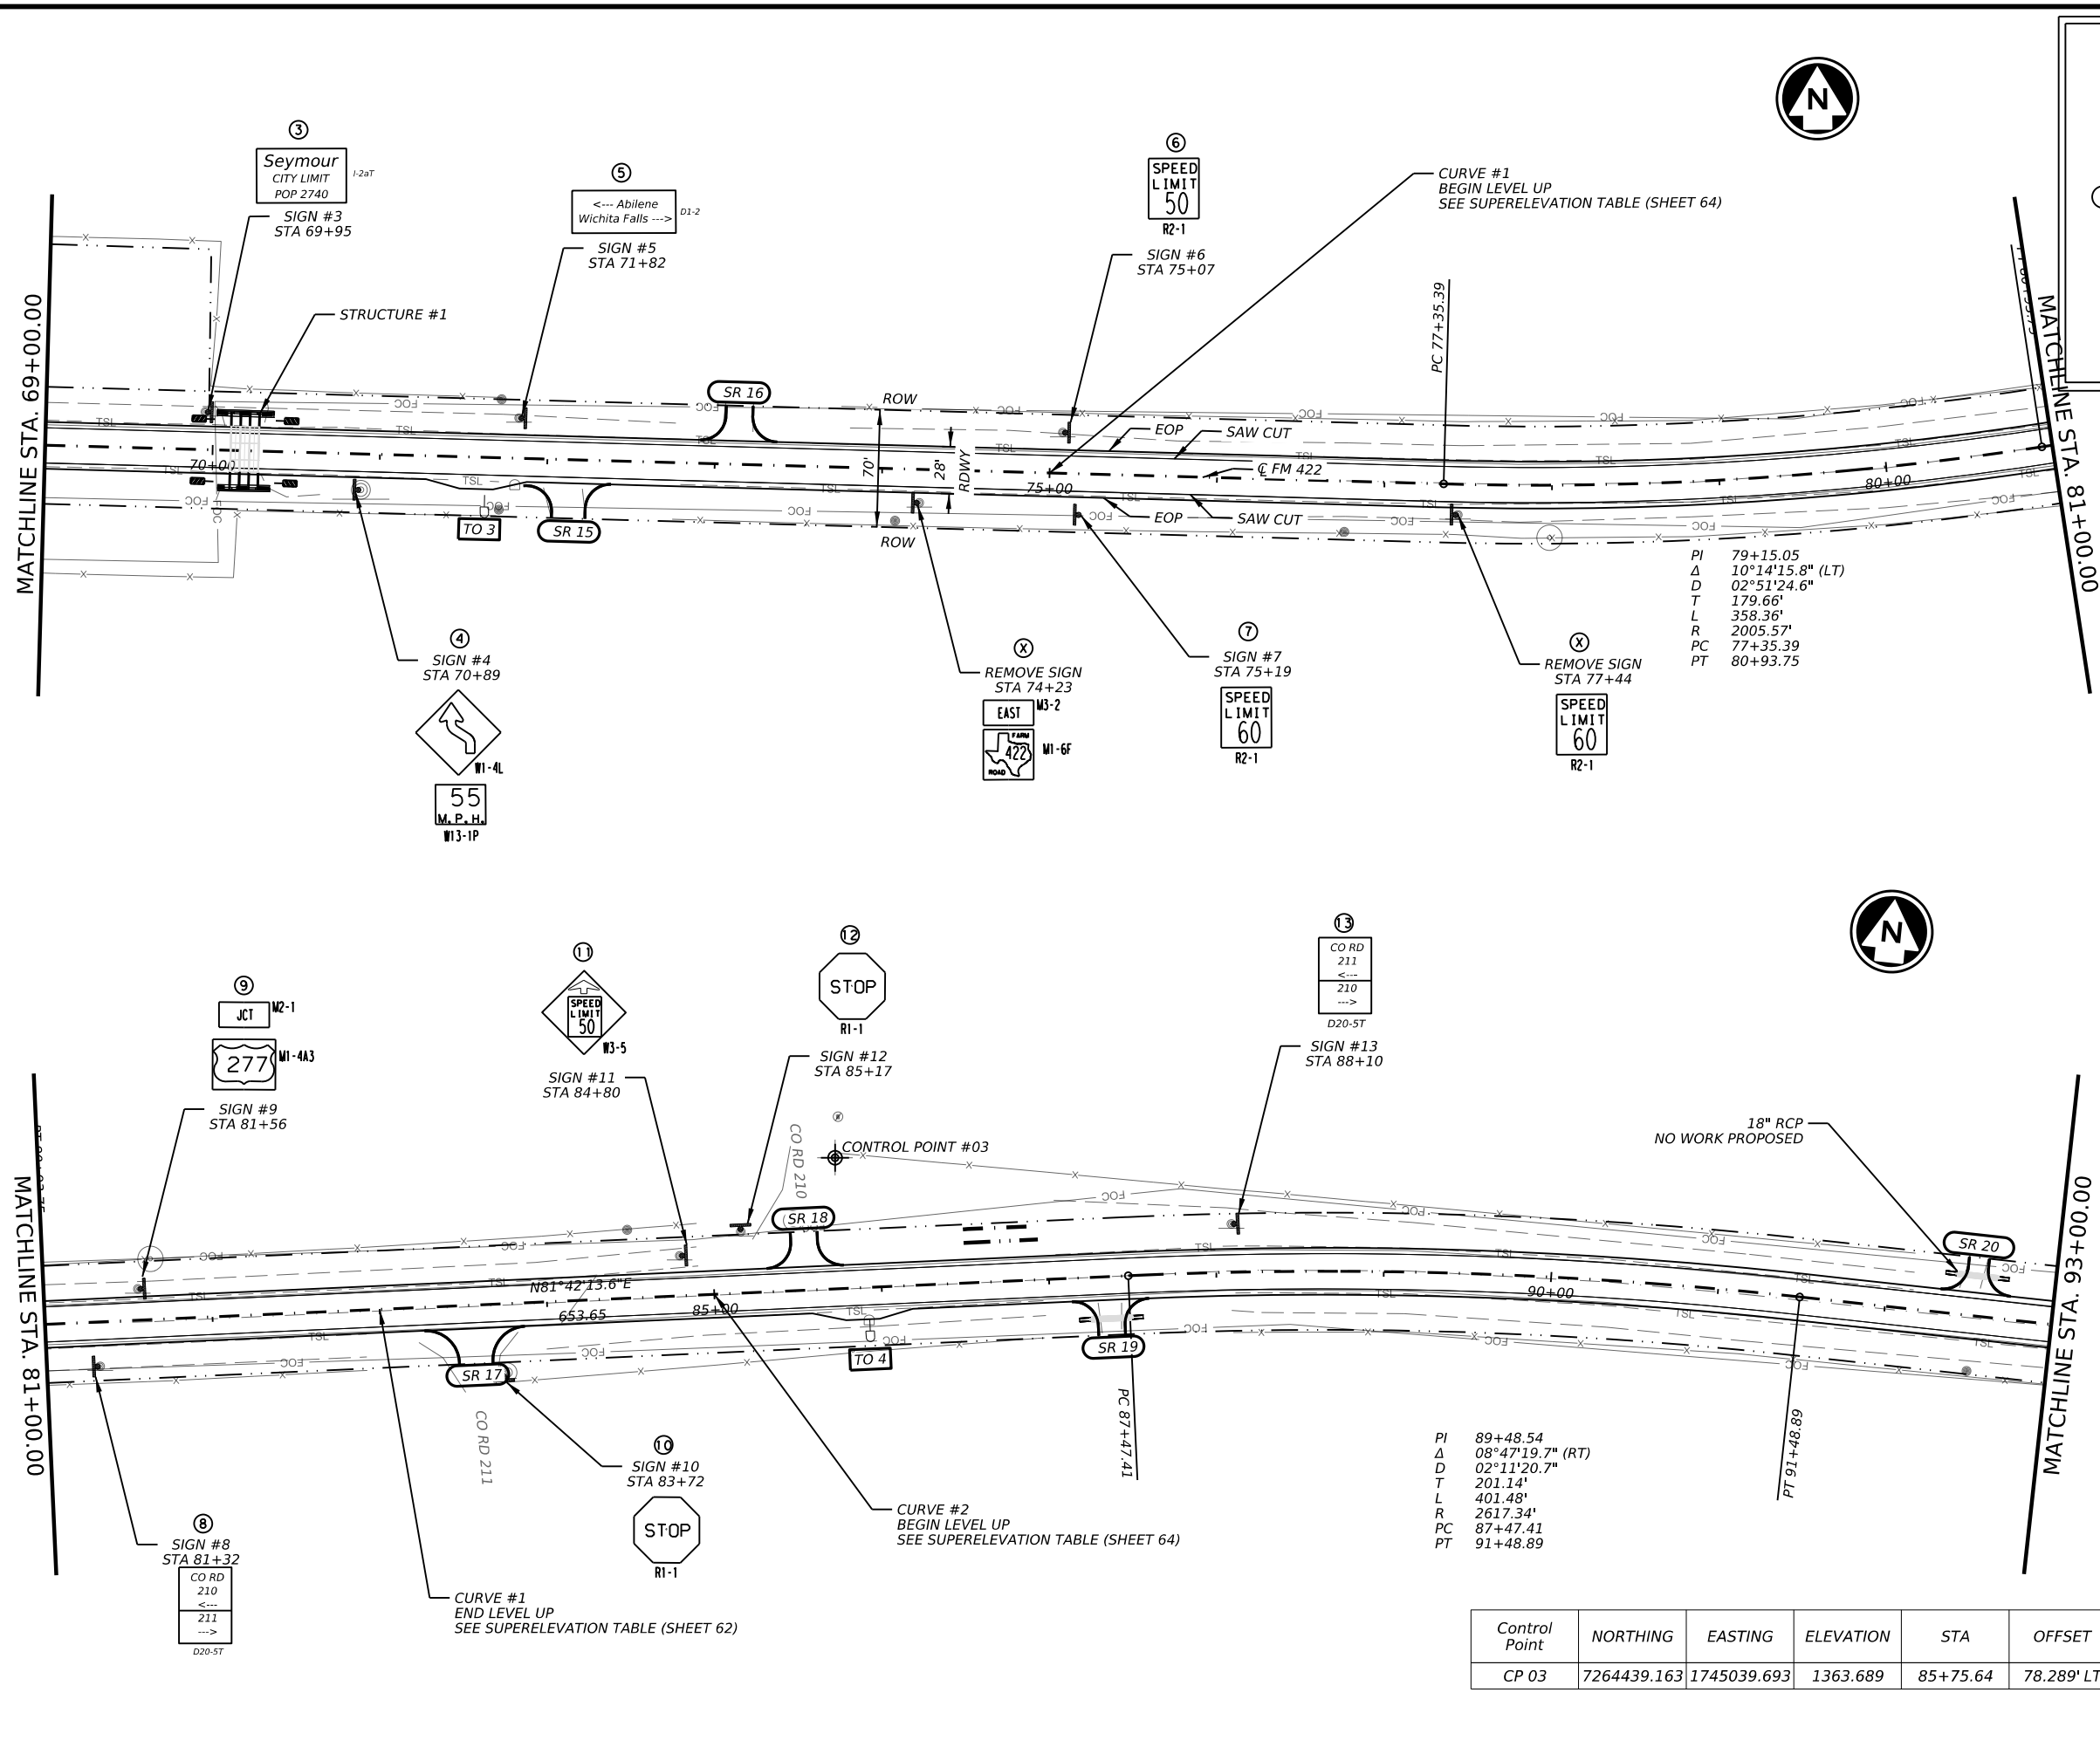 N
3
Seymour
CITY LIMIT
POP 2740
I-2aT
SIGN #3
STA 69+95
STRUCTURE #1
5
<--- Abilene
Wichita Falls --->
D1-2
SIGN #5
STA 71+82
6
SPEED
LIMIT
50
R2-1
SIGN #6
STA 75+07
CURVE #1
BEGIN LEVEL UP
SEE SUPERELEVATION TABLE (SHEET 64)
PC 77+35.39
MATCHLINE STA. 69+00.00
MATCHLINE STA. 81+00.00
SR 16
ROW
FOC
TSL
EOP
SAW CUT
70+00
70'
28'
RDWY
℄ FM 422
75+00
80+00
EOP
SAW CUT
TO 3
SR 15
ROW
PI 79+15.05
Δ 10°14'15.8" (LT)
D 02°51'24.6"
T 179.66'
L 358.36'
R 2005.57'
PC 77+35.39
PT 80+93.75
4
SIGN #4
STA 70+89
W1-4L
55
M.P.H.
W13-1P
X
REMOVE SIGN
STA 74+23
EAST
M3-2
FARM
422
ROAD
M1-6F
7
SIGN #7
STA 75+19
SPEED
LIMIT
60
R2-1
X
REMOVE SIGN
STA 77+44
SPEED
LIMIT
60
R2-1
N
9
JCT
M2-1
277
M1-4A3
SIGN #9
STA 81+56
11
SPEED
LIMIT
50
W3-5
SIGN #11
STA 84+80
12
STOP
R1-1
SIGN #12
STA 85+17
13
CO RD
211
<---
210
--->
D20-5T
SIGN #13
STA 88+10
CO RD 210
CONTROL POINT #03
18" RCP
NO WORK PROPOSED
MATCHLINE STA. 81+00.00
MATCHLINE STA. 93+00.00
SR 18
SR 20
FOC
TSL
N81°42'13.6"E
653.65
85+00
90+00
SR 17
TO 4
SR 19
CO RD 211
PC 87+47.41
PT 91+48.89
10
SIGN #10
STA 83+72
STOP
R1-1
CURVE #2
BEGIN LEVEL UP
SEE SUPERELEVATION TABLE (SHEET 64)
PI 89+48.54
Δ 08°47'19.7" (RT)
D 02°11'20.7"
T 201.14'
L 401.48'
R 2617.34'
PC 87+47.41
PT 91+48.89
8
SIGN #8
STA 81+32
CO RD
210
<---
211
--->
D20-5T
CURVE #1
END LEVEL UP
SEE SUPERELEVATION TABLE (SHEET 62)
Control Point NORTHING EASTING ELEVATION STA OFFSET
CP 03 7264439.163 1745039.693 1363.689 85+75.64 78.289' LT